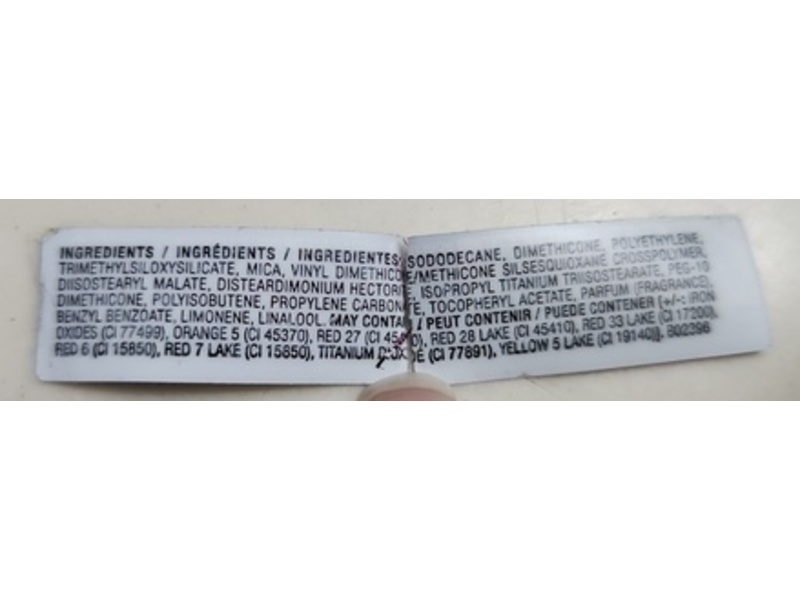 INGREDIENTS / INGRÉDIENTS / INGREDIENTES: ISODODECANE, DIMETHICONE, POLYETHYLENE,
TRIMETHYLSILOXYSILICATE, MICA, VINYL DIMETHICONE/METHICONE SILSESQUIOXANE CROSSPOLYMER,
DIISOSTEARYL MALATE, DISTEARDIMONIUM HECTORITE, ISOPROPYL TITANIUM TRIISOSTEARATE, PEG-10
DIMETHICONE, POLYISOBUTENE, PROPYLENE CARBONATE, TOCOPHERYL ACETATE, PARFUM (FRAGRANCE),
BENZYL BENZOATE, LIMONENE, LINALOOL. MAY CONTAIN / PEUT CONTENIR / PUEDE CONTENER [+/-: IRON
OXIDES (CI 77499), ORANGE 5 (CI 45370), RED 27 (CI 45410), RED 28 LAKE (CI 45410), RED 33 LAKE (CI 17200),
RED 6 (CI 15850), RED 7 LAKE (CI 15850), TITANIUM DIOXIDE (CI 77891), YELLOW 5 LAKE (CI 19140)]. B02396